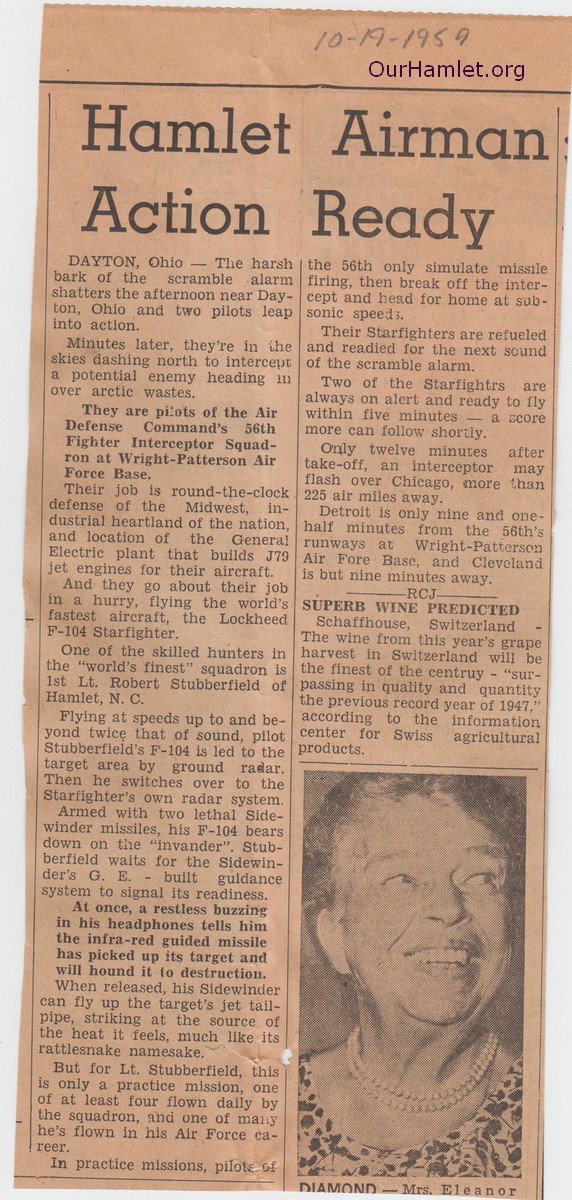 10-19-1959
OurHamlet.org
Hamlet Airman
Action Ready
DAYTON, Ohio — The harsh
bark of the scramble alarm
shatters the afternoon near Day-
ton, Ohio and two pilots leap
into action.
Minutes later, they're in the
skies dashing north to intercept
a potential enemy heading in
over arctic wastes.
They are pilots of the Air
Defense Command's 56th
Fighter Interceptor Squad-
ron at Wright-Patterson Air
Force Base.
Their job is round-the-clock
defense of the Midwest, in-
dustrial heartland of the nation,
and location of the General
Electric plant that builds J79
jet engines for their aircraft.
And they go about their job
in a hurry, flying the world's
fastest aircraft, the Lockheed
F-104 Starfighter.
One of the skilled hunters in
the "world's finest" squadron is
1st Lt. Robert Stubberfield of
Hamlet, N. C.
Flying at speeds up to and be-
yond twice that of sound, pilot
Stubberfield's F-104 is led to the
target area by ground radar.
Then he switches over to the
Starfighter's own radar system.
Armed with two lethal Side-
winder missiles, his F-104 bears
down on the "invander". Stub-
berfield waits for the Sidewin-
der's G. E. - built guidance
system to signal its readiness.
At once, a restless buzzing
in his headphones tells him
the infra-red guided missile
has picked up its target and
will hound it to destruction.
When released, his Sidewinder
can fly up the target's jet tail-
pipe, striking at the source of
the heat it feels, much like its
rattlesnake namesake.
But for Lt. Stubberfield, this
is only a practice mission, one
of at least four flown daily by
the squadron, and one of many
he's flown in his Air Force ca-
reer.
In practice missions, pilots of
the 56th only simulate missile
firing, then break off the inter-
cept and head for home at sub-
sonic speeds.
Their Starfighters are refueled
and readied for the next sound
of the scramble alarm.
Two of the Starfightrs are
always on alert and ready to fly
within five minutes — a score
more can follow shortly.
Only twelve minutes after
take-off, an interceptor may
flash over Chicago, more than
225 air miles away.
Detroit is only nine and one-
half minutes from the 56th's
runways at Wright-Patterson
Air Fore Base, and Cleveland
is but nine minutes away.
RCJ
SUPERB WINE PREDICTED
Schaffhouse, Switzerland -
The wine from this year's grape
harvest in Switzerland will be
the finest of the centruy - "sur-
passing in quality and quantity
the previous record year of 1947,"
according to the information
center for Swiss agricultural
products.
DIAMOND — Mrs. Eleanor